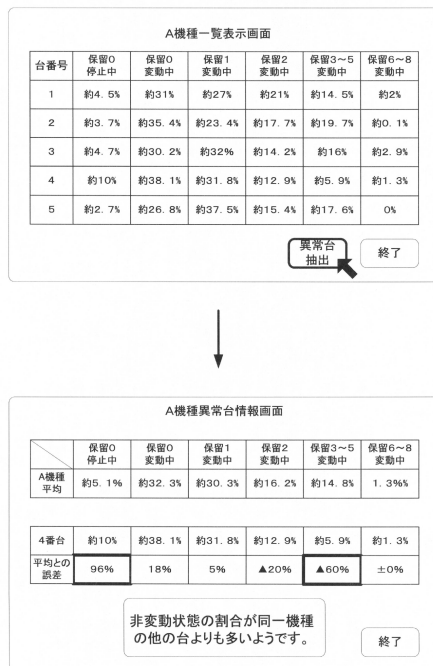 A機種一覧表示画面
台番号 保留0停止中 保留0変動中 保留1変動中 保留2変動中 保留3～5変動中 保留6～8変動中
1 約4.5% 約31% 約27% 約21% 約14.5% 約2%
2 約3.7% 約35.4% 約23.4% 約17.7% 約19.7% 約0.1%
3 約4.7% 約30.2% 約32% 約14.2% 約16% 約2.9%
4 約10% 約38.1% 約31.8% 約12.9% 約5.9% 約1.3%
5 約2.7% 約26.8% 約37.5% 約15.4% 約17.6% 0%
異常台
抽出
終了
A機種異常台情報画面
保留0停止中 保留0変動中 保留1変動中 保留2変動中 保留3～5変動中 保留6～8変動中
A機種平均 約5.1% 約32.3% 約30.3% 約16.2% 約14.8% 1.3%%
4番台 約10% 約38.1% 約31.8% 約12.9% 約5.9% 約1.3%
平均との誤差 96% 18% 5% ▲20% ▲60% ±0%
非変動状態の割合が同一機種
の他の台よりも多いようです。
終了